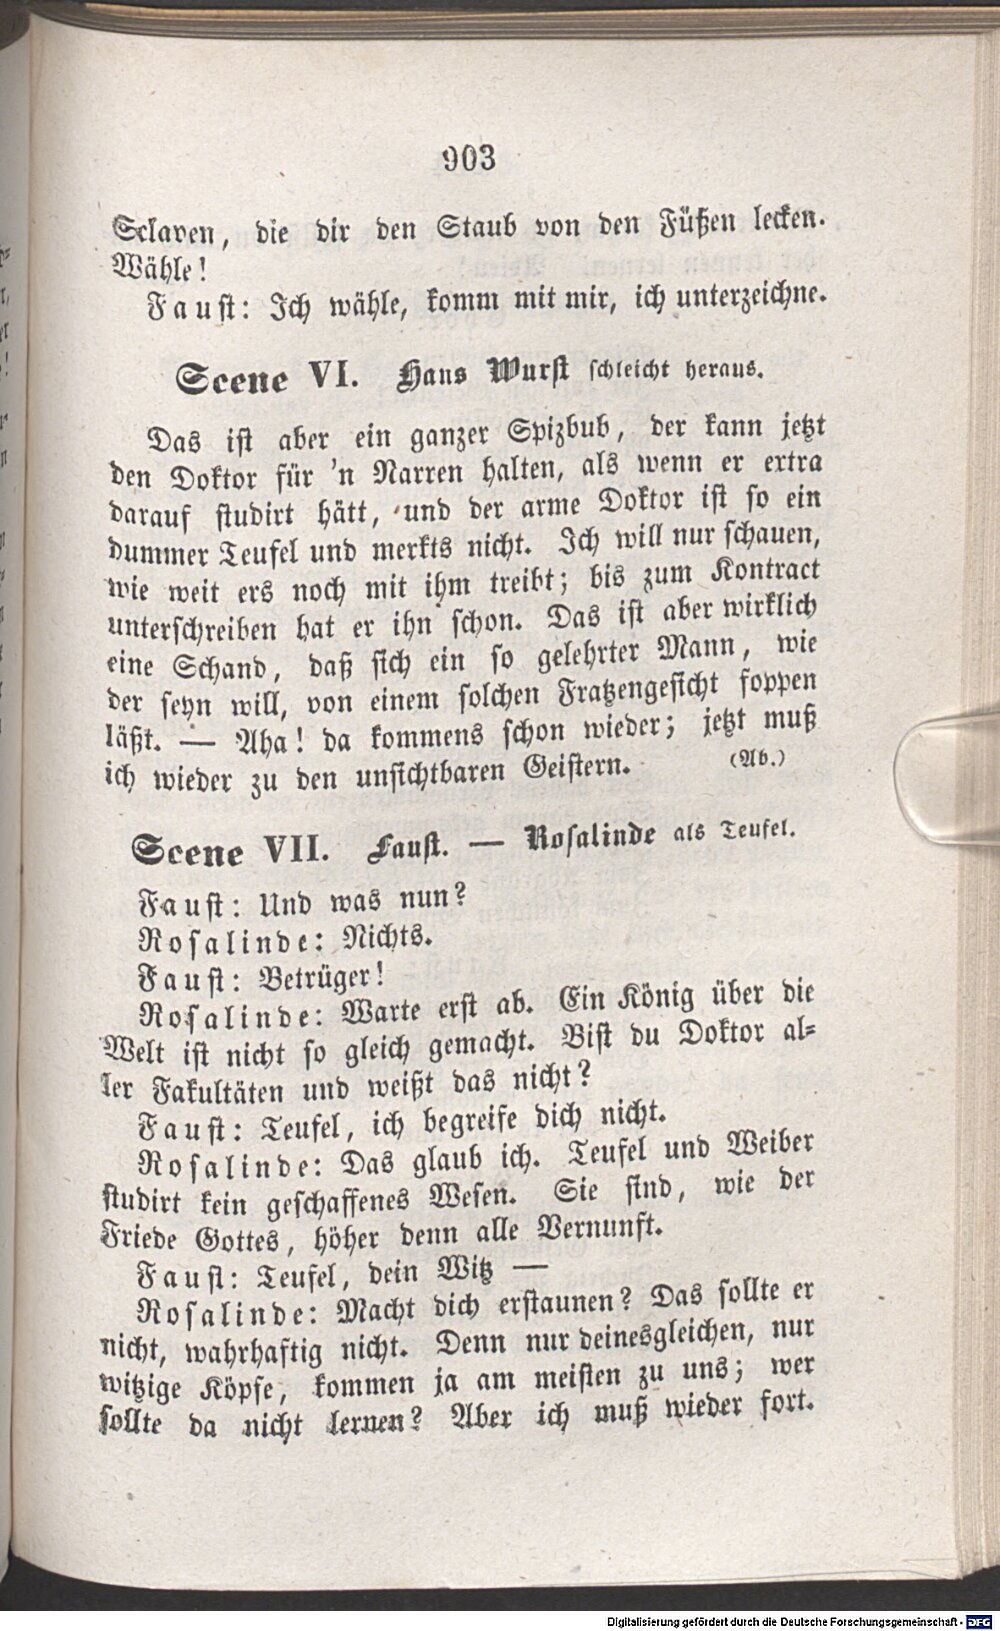 903
Sclaven, die dir den Staub von den Füßen lecken.
Wähle!
Faust: Ich wähle, komm mit mir, ich unterzeichne.
Scene VI. Hans Wurst schleicht heraus.
Das ist aber ein ganzer Spizbub, der kann jetzt
den Doktor für 'n Narren halten, als wenn er extra
darauf studirt hätt, und der arme Doktor ist so ein
dummer Teufel und merkts nicht. Ich will nur schauen,
wie weit ers noch mit ihm treibt; bis zum Kontract
unterschreiben hat er ihn schon. Das ist aber wirklich
eine Schand, daß sich ein so gelehrter Mann, wie
der seyn will, von einem solchen Fratzengesicht foppen
läßt. — Aha! da kommens schon wieder; jetzt muß
ich wieder zu den unsichtbaren Geistern. (Ab.)
Scene VII. Faust. — Rosalinde als Teufel.
Faust: Und was nun?
Rosalinde: Nichts.
Faust: Betrüger!
Rosalinde: Warte erst ab. Ein König über die
Welt ist nicht so gleich gemacht. Bist du Doktor al-
ler Fakultäten und weißt das nicht?
Faust: Teufel, ich begreife dich nicht.
Rosalinde: Das glaub ich. Teufel und Weiber
studirt kein geschaffenes Wesen. Sie sind, wie der
Friede Gottes, höher denn alle Vernunft.
Faust: Teufel, dein Witz —
Rosalinde: Macht dich erstaunen? Das sollte er
nicht, wahrhaftig nicht. Denn nur deinesgleichen, nur
witzige Köpfe, kommen ja am meisten zu uns; wer
sollte da nicht lernen? Aber ich muß wieder fort.
Digitalisierung gefördert durch die Deutsche Forschungsgemeinschaft - DFG